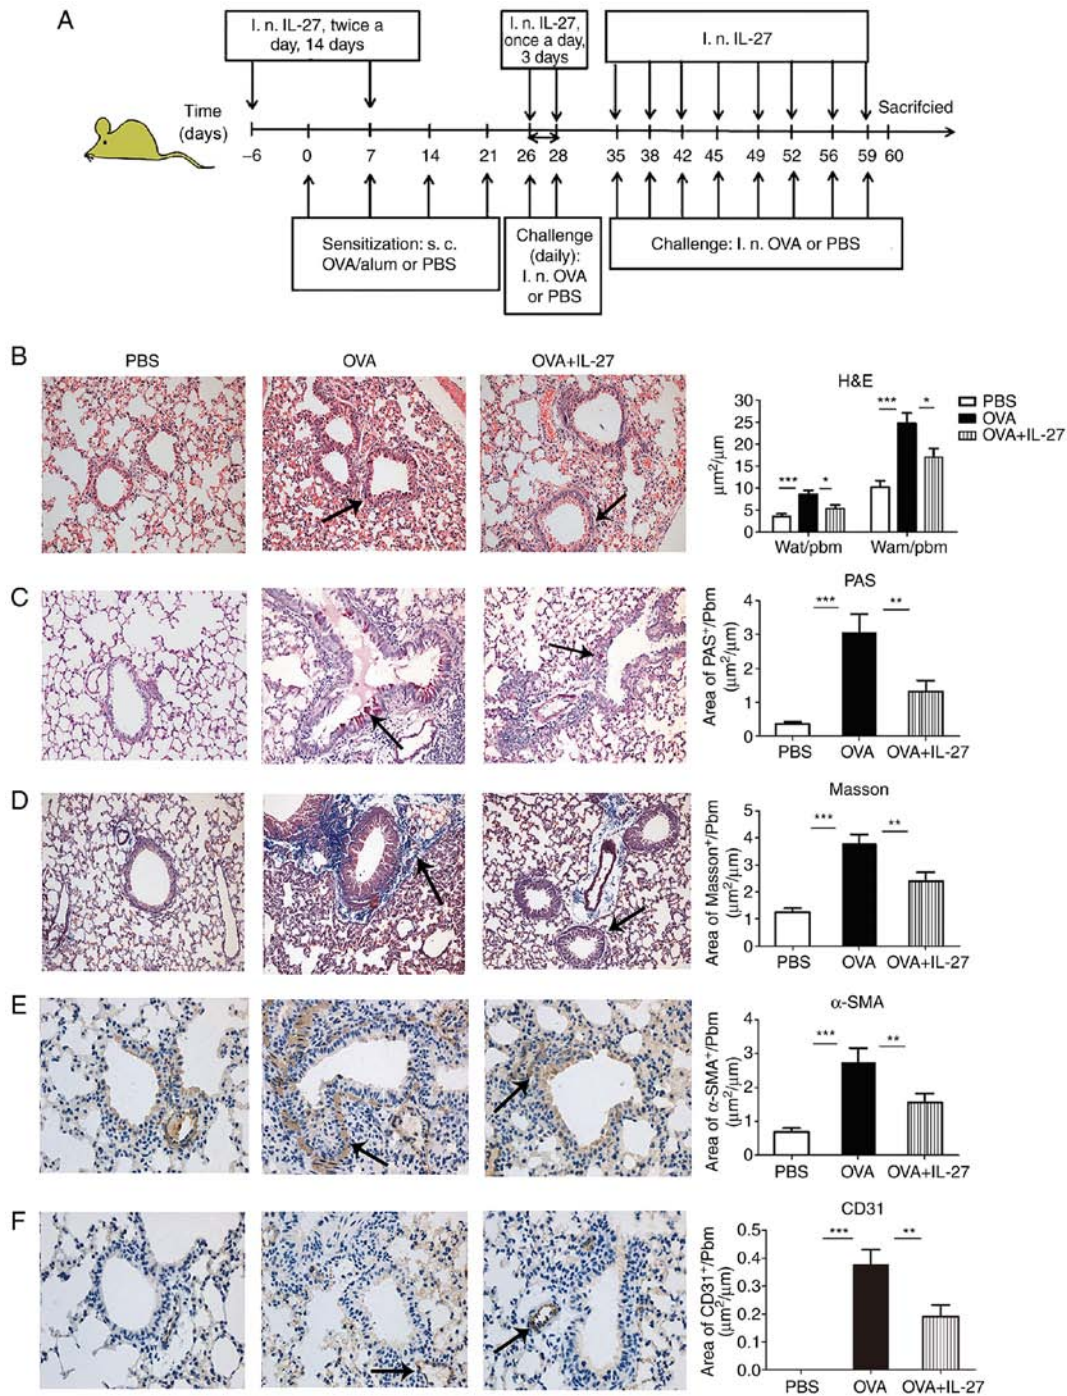 A
I. n. IL-27, twice a
day, 14 days
I. n. IL-27,
once a day,
3 days
I. n. IL-27
Time
(days)
Sacrifcied
–6 0 7 14 21 26 28 35 38 42 45 49 52 56 59 60
Sensitization: s. c.
OVA/alum or PBS
Challenge
(daily):
I. n. OVA
or PBS
Challenge: I. n. OVA or PBS
B
PBS OVA OVA+IL-27
H&E
PBS
OVA
OVA+IL-27
μm²/μm
30
25
20
15
10
5
0
*** * *** *
Wat/pbm Wam/pbm
C
PAS
Area of PAS⁺/Pbm
(μm²/μm)
4
3
2
1
0
*** **
PBS OVA OVA+IL-27
D
Masson
Area of Masson⁺/Pbm
(μm²/μm)
5
4
3
2
1
0
*** **
PBS OVA OVA+IL-27
E
α-SMA
Area of α-SMA⁺/Pbm
(μm²/μm)
4
3
2
1
0
*** **
PBS OVA OVA+IL-27
F
CD31
Area of CD31⁺/Pbm
(μm²/μm)
0.5
0.4
0.3
0.2
0.1
0.0
*** **
PBS OVA OVA+IL-27